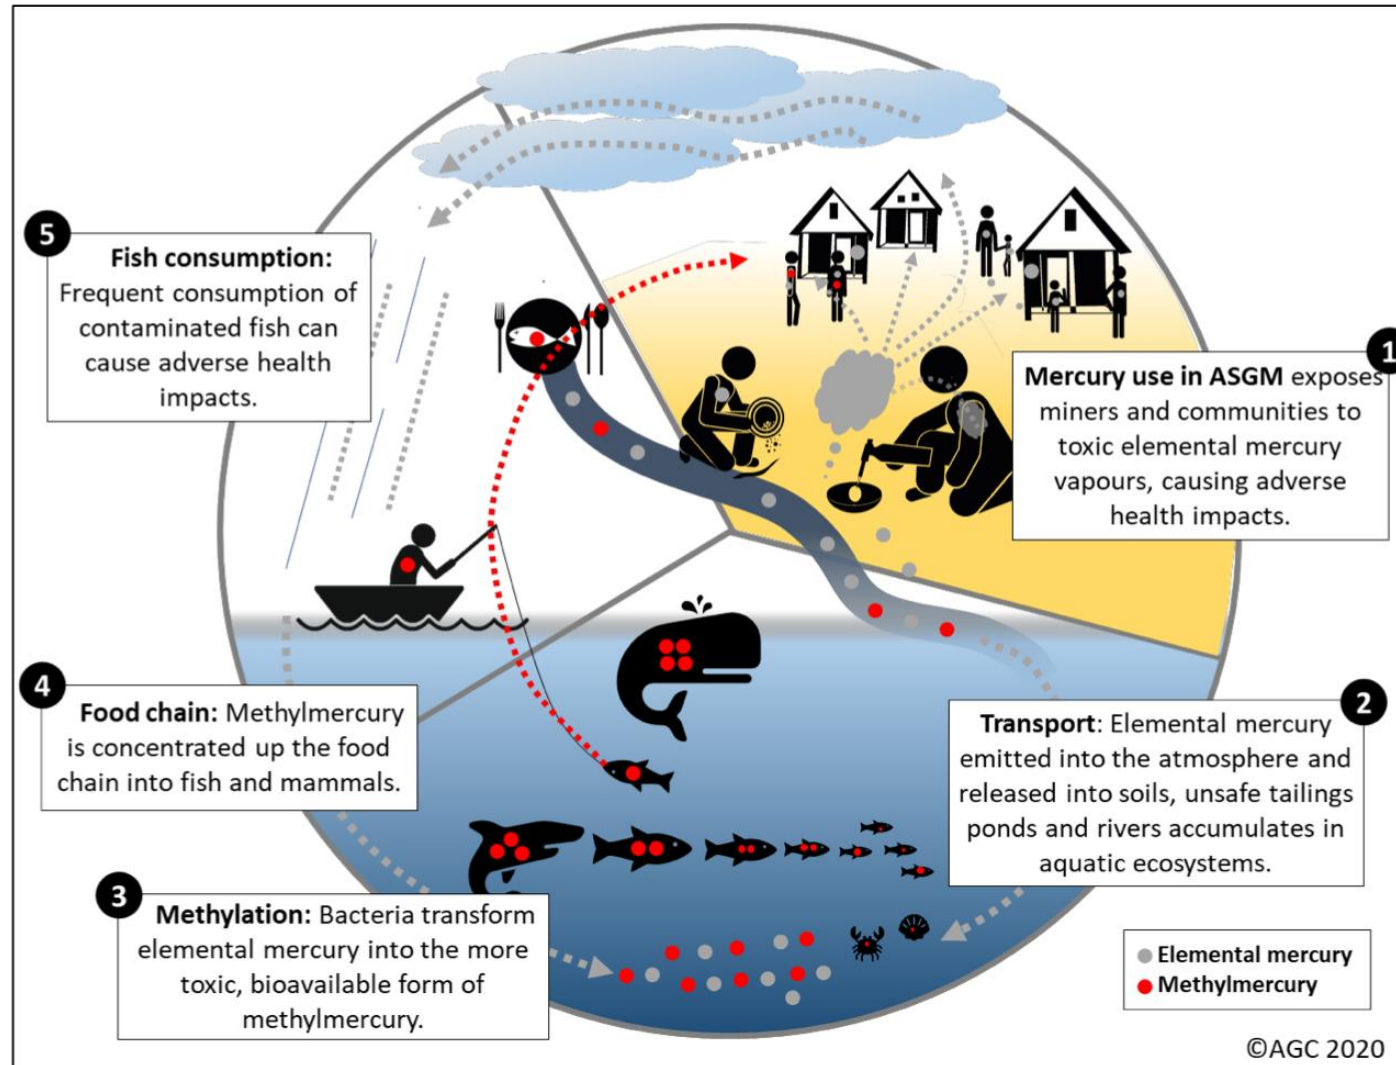 1
Mercury use in ASGM exposes
miners and communities to
toxic elemental mercury
vapours, causing adverse
health impacts.
2
Transport: Elemental mercury
emitted into the atmosphere and
released into soils, unsafe tailings
ponds and rivers accumulates in
aquatic ecosystems.
3
Methylation: Bacteria transform
elemental mercury into the more
toxic, bioavailable form of
methylmercury.
4
Food chain: Methylmercury
is concentrated up the food
chain into fish and mammals.
5
Fish consumption:
Frequent consumption of
contaminated fish can
cause adverse health
impacts.
Elemental mercury
Methylmercury
©AGC 2020